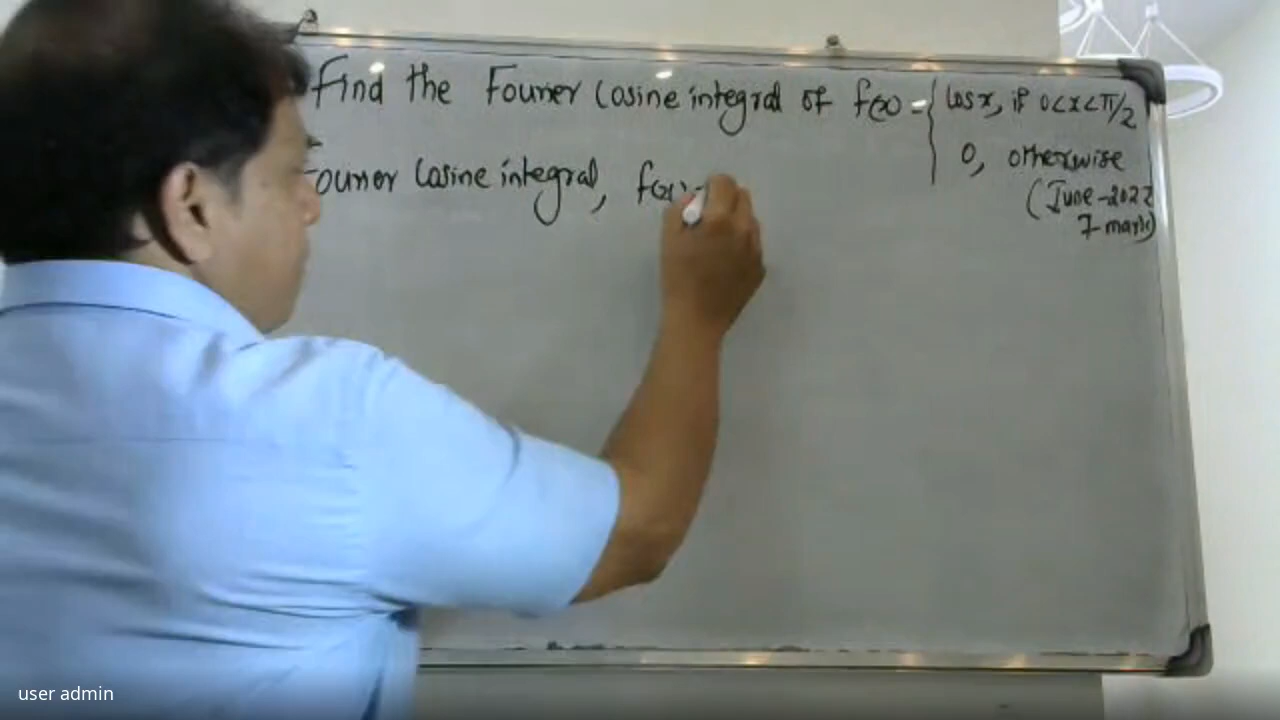 Find the Fourier Cosine integral of f(x) = { cos x, if 0<x<π/2
0, otherwise
(June-2022
7 mark)
Fourier Cosine integral, f(x) =
user admin